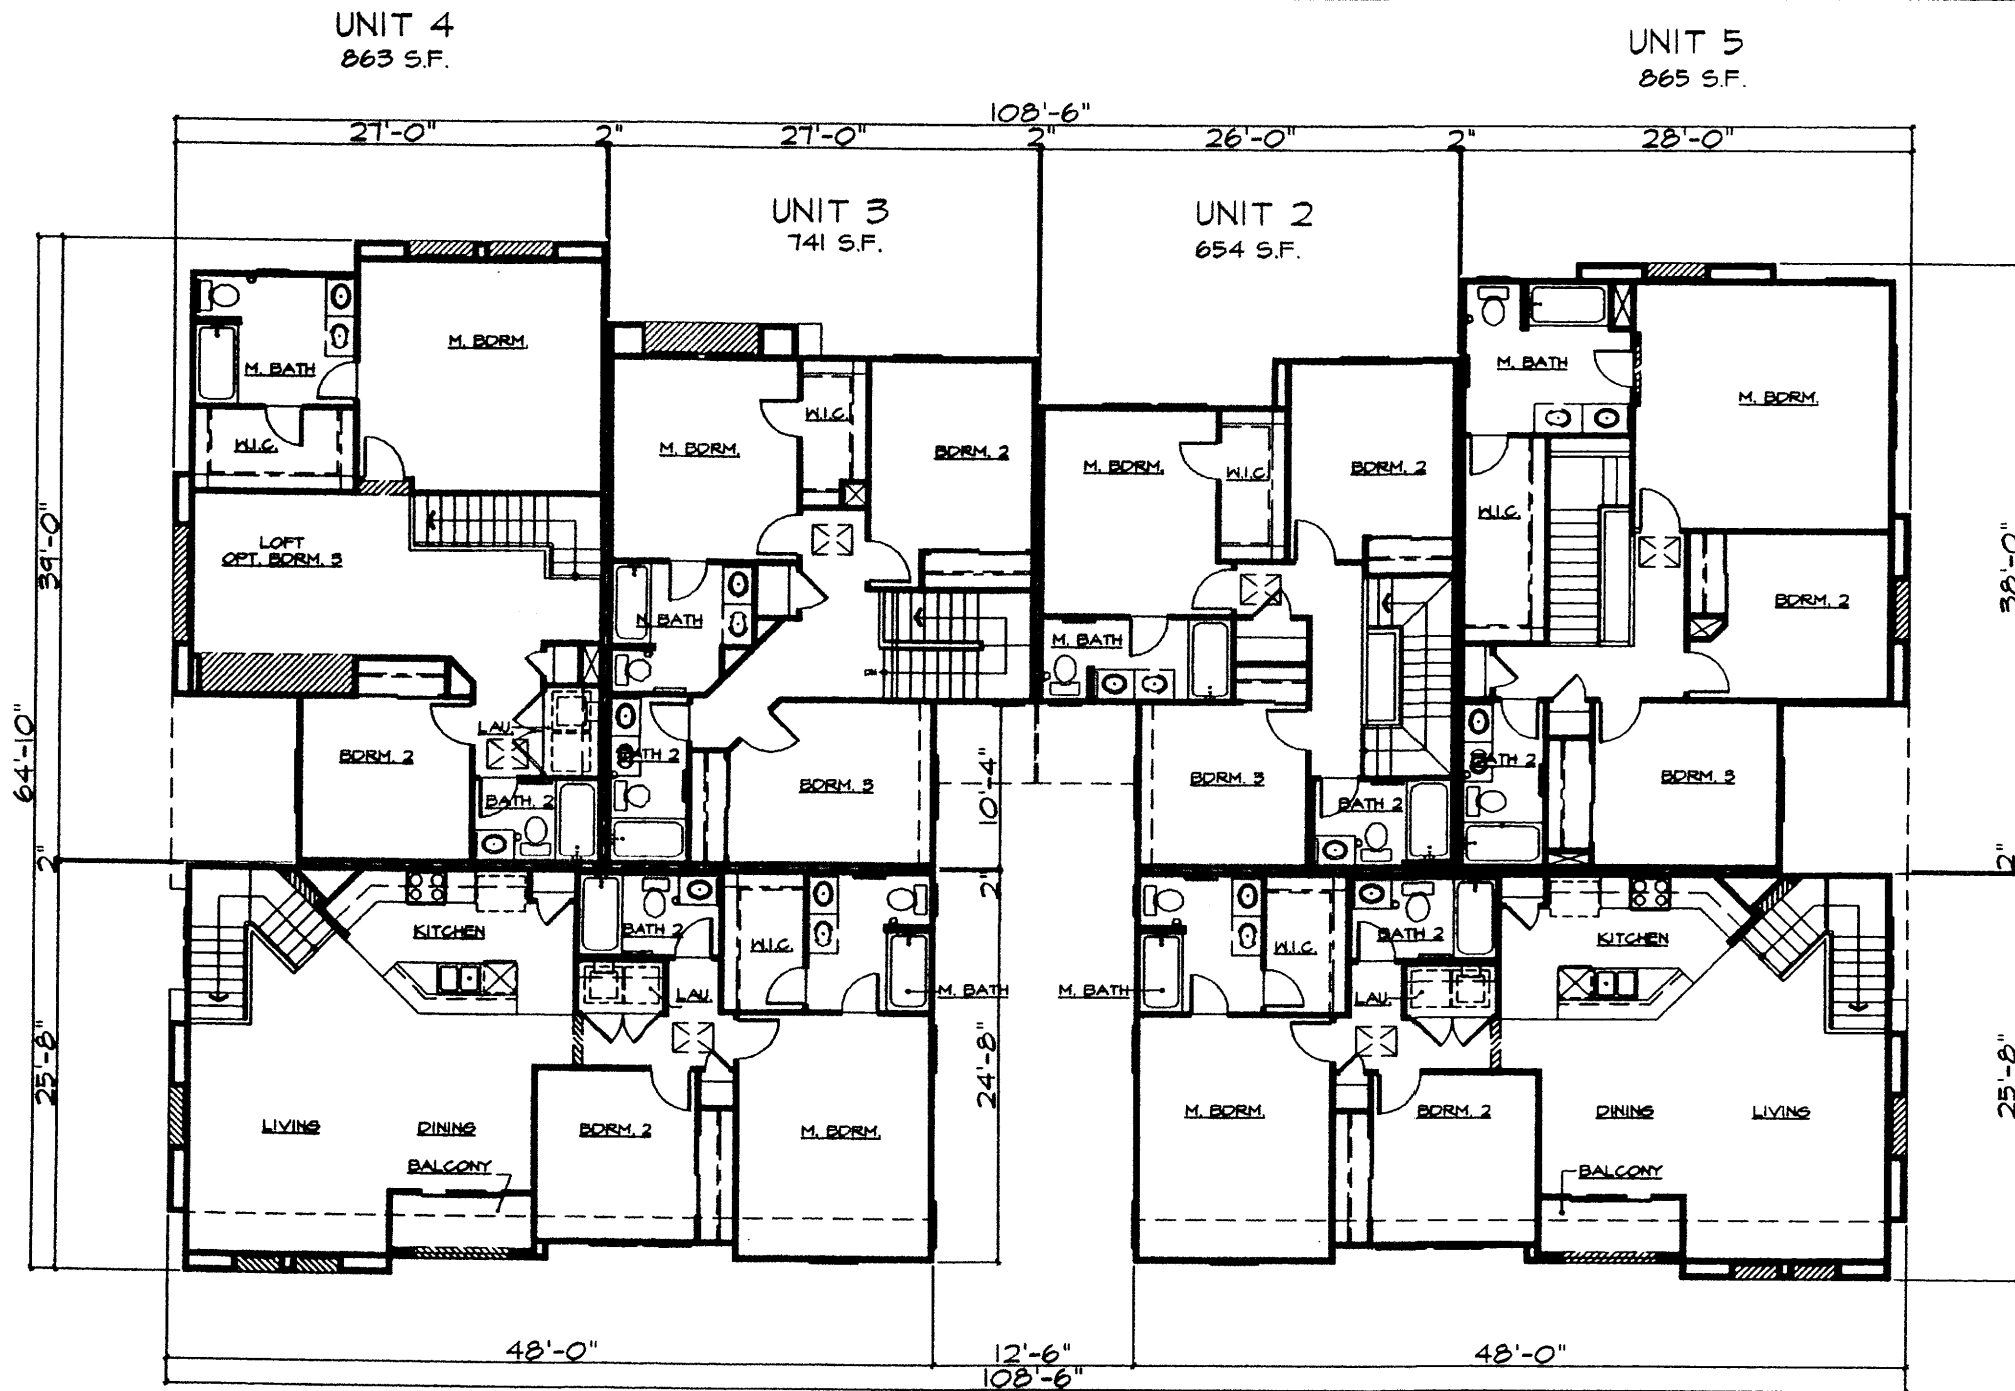 UNIT 4
863 S.F.
UNIT 5
865 S.F.
108'-6"
27'-0"
2"
27'-0"
2"
26'-0"
2"
28'-0"
UNIT 3
741 S.F.
UNIT 2
654 S.F.
M. BDRM.
M. BATH
W.I.C.
M. BDRM.
W.I.C.
BDRM. 2
M. BDRM.
W.I.C.
BDRM. 2
M. BATH
M. BDRM.
W.I.C.
39'-0"
LOFT
OPT. BDRM. 3
38'-0"
BDRM. 2
M. BATH
M. BATH
DN
64'-10"
LAU.
BDRM. 2
BATH 2
BDRM. 3
10'-4"
BDRM. 3
BATH 2
BDRM. 3
BATH 2
BATH. 2
2"
2"
2"
KITCHEN
BATH 2
W.I.C.
M. BATH
M. BATH
W.I.C.
BATH 2
KITCHEN
LAU.
LAU.
25'-8"
24'-8"
25'-8"
LIVING
DINING
BDRM. 2
M. BDRM.
M. BDRM.
BDRM. 2
DINING
LIVING
BALCONY
BALCONY
48'-0"
12'-6"
48'-0"
108'-6"